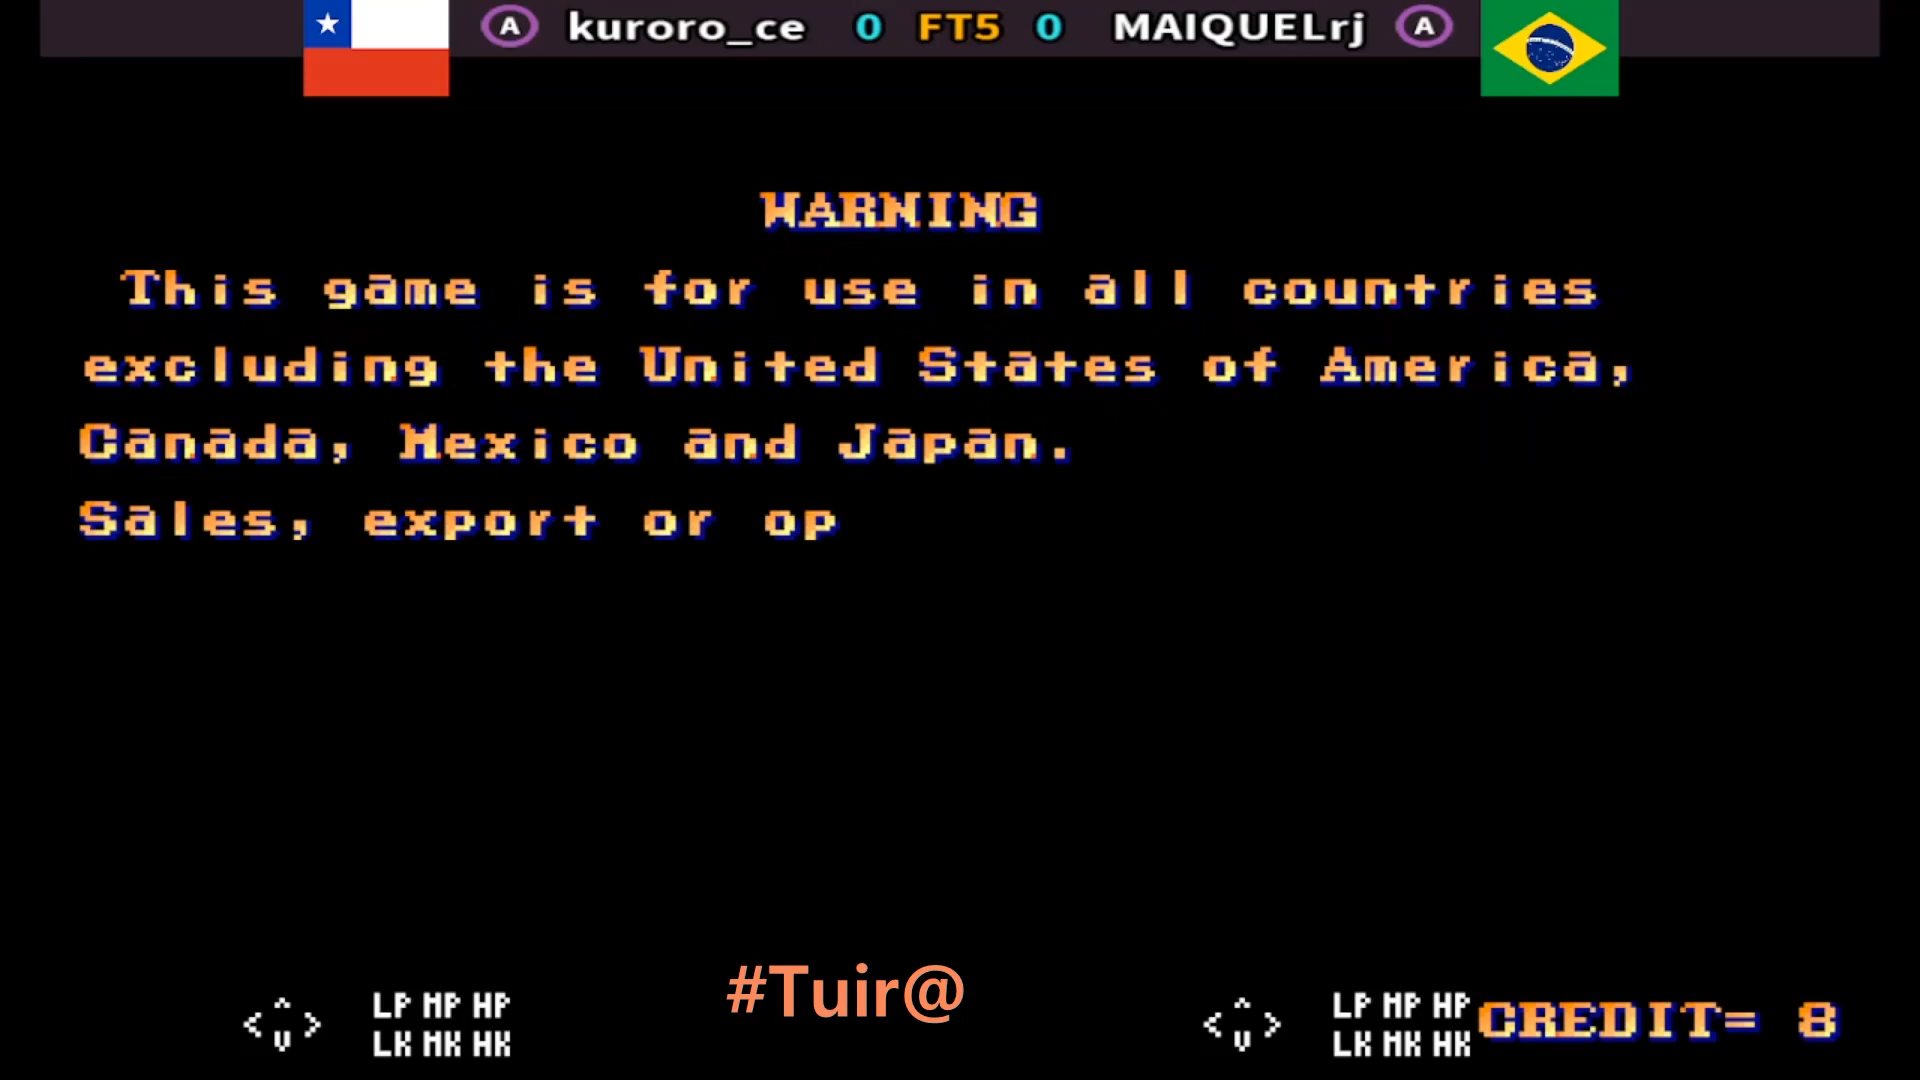 A kuroro_ce 0 FT5 0 MAIQUELrj A
WARNING
This game is for use in all countries
excluding the United States of America,
Canada, Mexico and Japan.
Sales, export or op
#Tuir@
< ^ v > LP MP HP
LK MK HK
< ^ v > LP MP HP
LK MK HK
CREDIT= 8